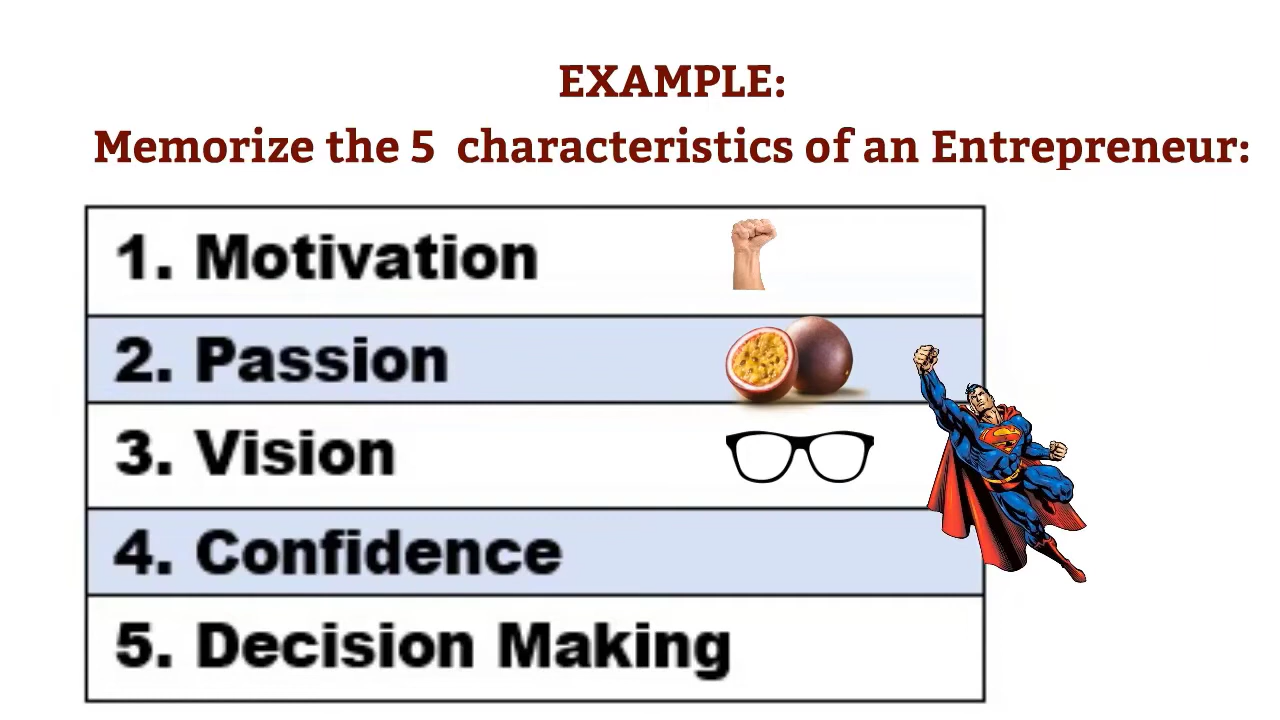 EXAMPLE:
Memorize the 5 characteristics of an Entrepreneur:
1. Motivation
2. Passion
3. Vision
4. Confidence
5. Decision Making